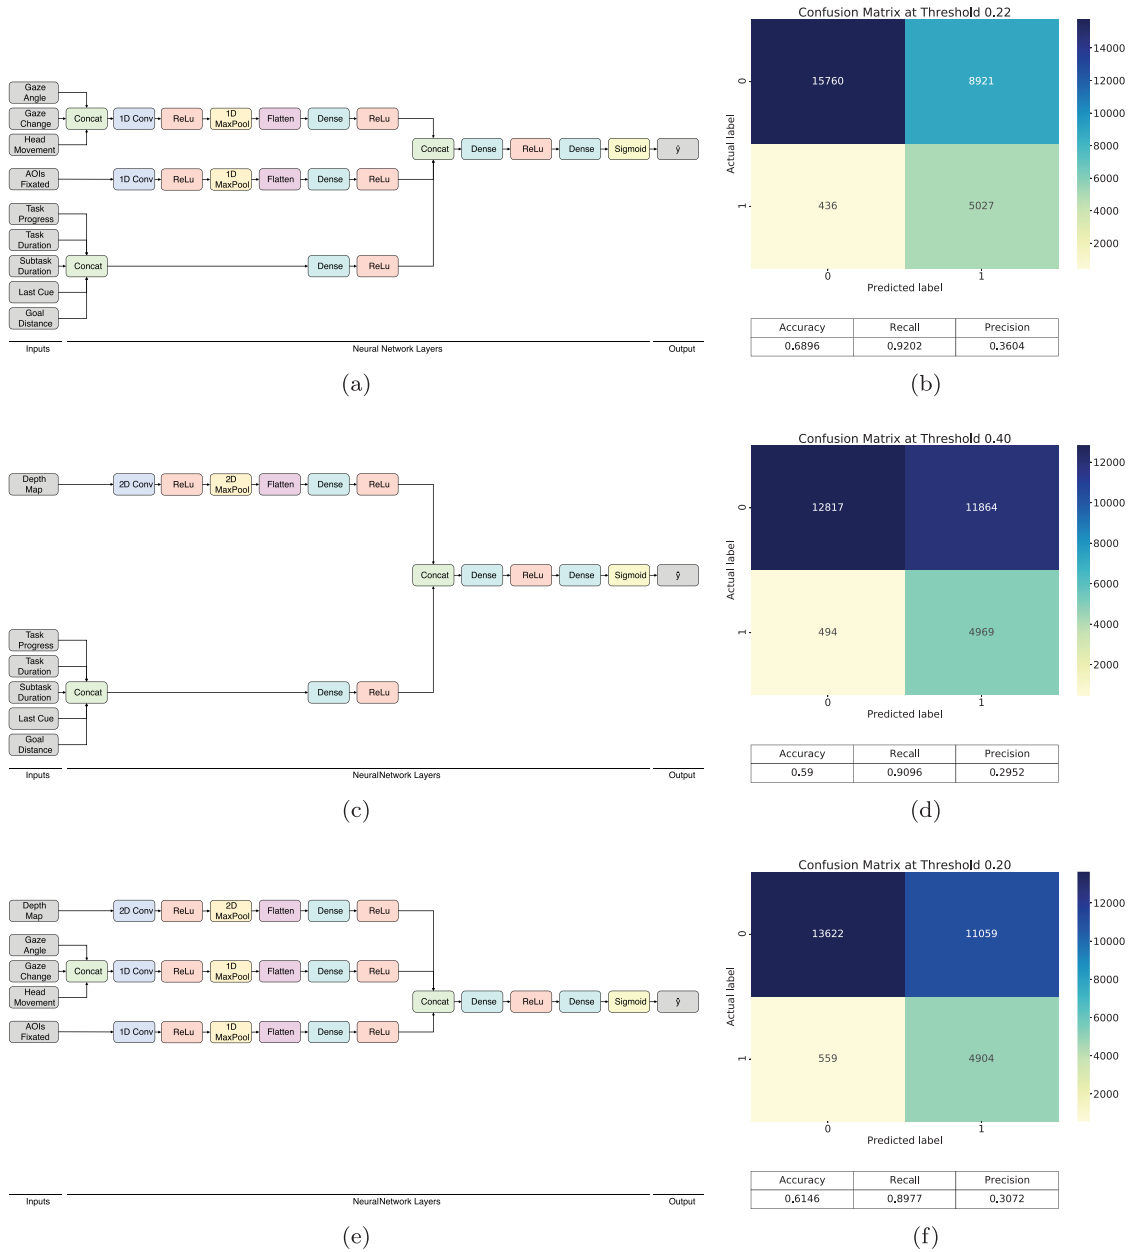 Gaze
Angle
Gaze
Change
Head
Movement
Concat
1D Conv
ReLu
1D
MaxPool
Flatten
Dense
ReLu
AOIs
Fixated
1D Conv
ReLu
1D
MaxPool
Flatten
Dense
ReLu
Concat
Dense
ReLu
Dense
Sigmoid
ŷ
Task
Progress
Task
Duration
Subtask
Duration
Last Cue
Goal
Distance
Concat
Dense
ReLu
Inputs
Neural Network Layers
Output
(a)
Confusion Matrix at Threshold 0.22
Actual label
0
1
15760
8921
436
5027
0
1
Predicted label
14000
12000
10000
8000
6000
4000
2000
Accuracy Recall Precision
0.6896 0.9202 0.3604
(b)
Depth
Map
2D Conv
ReLu
2D
MaxPool
Flatten
Dense
ReLu
Concat
Dense
ReLu
Dense
Sigmoid
ŷ
Task
Progress
Task
Duration
Subtask
Duration
Last Cue
Goal
Distance
Concat
Dense
ReLu
Inputs
NeuralNetwork Layers
Output
(c)
Confusion Matrix at Threshold 0.40
Actual label
0
1
12817
11864
494
4969
0
1
Predicted label
12000
10000
8000
6000
4000
2000
Accuracy Recall Precision
0.59 0.9096 0.2952
(d)
Depth
Map
2D Conv
ReLu
2D
MaxPool
Flatten
Dense
ReLu
Gaze
Angle
Gaze
Change
Head
Movement
Concat
1D Conv
ReLu
1D
MaxPool
Flatten
Dense
ReLu
AOIs
Fixated
1D Conv
ReLu
1D
MaxPool
Flatten
Dense
ReLu
Concat
Dense
ReLu
Dense
Sigmoid
ŷ
Inputs
NeuralNetwork Layers
Output
(e)
Confusion Matrix at Threshold 0.20
Actual label
0
1
13622
11059
559
4904
0
1
Predicted label
12000
10000
8000
6000
4000
2000
Accuracy Recall Precision
0.6146 0.8977 0.3072
(f)